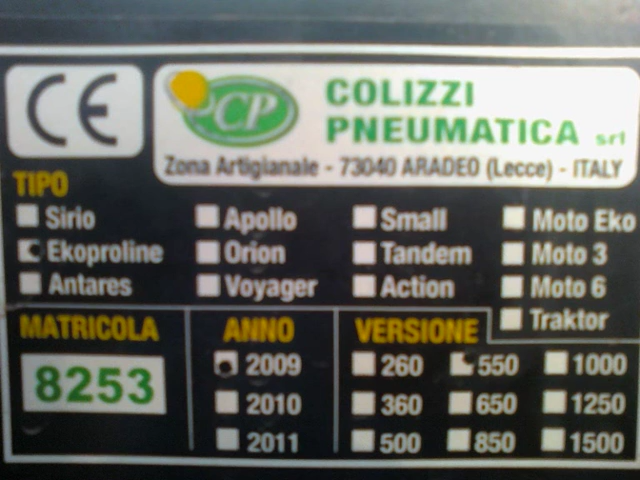 CE
CP
COLIZZI
PNEUMATICA srl
Zona Artigianale - 73040 ARADEO (Lecce) - ITALY
TIPO
Sirio Apollo Small Moto Eko
Ekoproline Orion Tandem Moto 3
Antares Voyager Action Moto 6
Traktor
MATRICOLA ANNO VERSIONE
8253
2009 260 550 1000
2010 360 650 1250
2011 500 850 1500